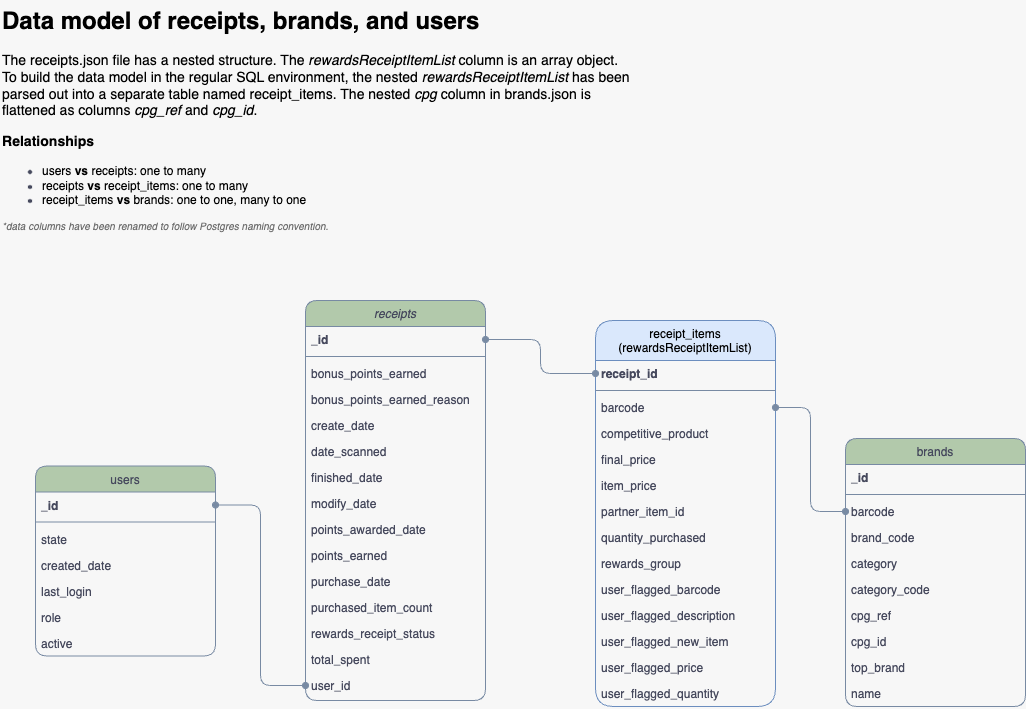 Data model of receipts, brands, and users
The receipts.json file has a nested structure. The rewardsReceiptItemList column is an array object.
To build the data model in the regular SQL environment, the nested rewardsReceiptItemList has been
parsed out into a separate table named receipt_items. The nested cpg column in brands.json is
flattened as columns cpg_ref and cpg_id.
Relationships
• users vs receipts: one to many
• receipts vs receipt_items: one to many
• receipt_items vs brands: one to one, many to one
*data columns have been renamed to follow Postgres naming convention.
users
_id
state
created_date
last_login
role
active
receipts
_id
bonus_points_earned
bonus_points_earned_reason
create_date
date_scanned
finished_date
modify_date
points_awarded_date
points_earned
purchase_date
purchased_item_count
rewards_receipt_status
total_spent
user_id
receipt_items
(rewardsReceiptItemList)
receipt_id
barcode
competitive_product
final_price
item_price
partner_item_id
quantity_purchased
rewards_group
user_flagged_barcode
user_flagged_description
user_flagged_new_item
user_flagged_price
user_flagged_quantity
brands
_id
barcode
brand_code
category
category_code
cpg_ref
cpg_id
top_brand
name